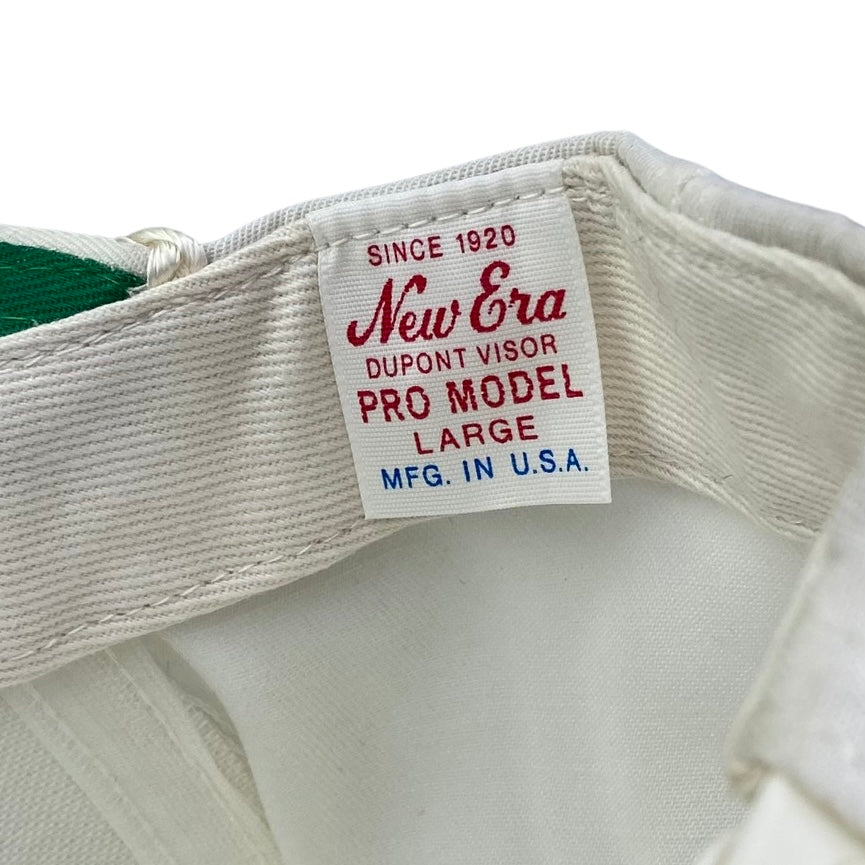 SINCE 1920
New Era
DUPONT VISOR
PRO MODEL
LARGE
MFG. IN U.S.A.